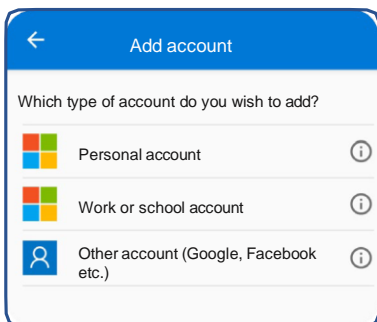 Add account
Which type of account do you wish to add?
Personal account
Work or school account
Other account (Google, Facebook
etc.)